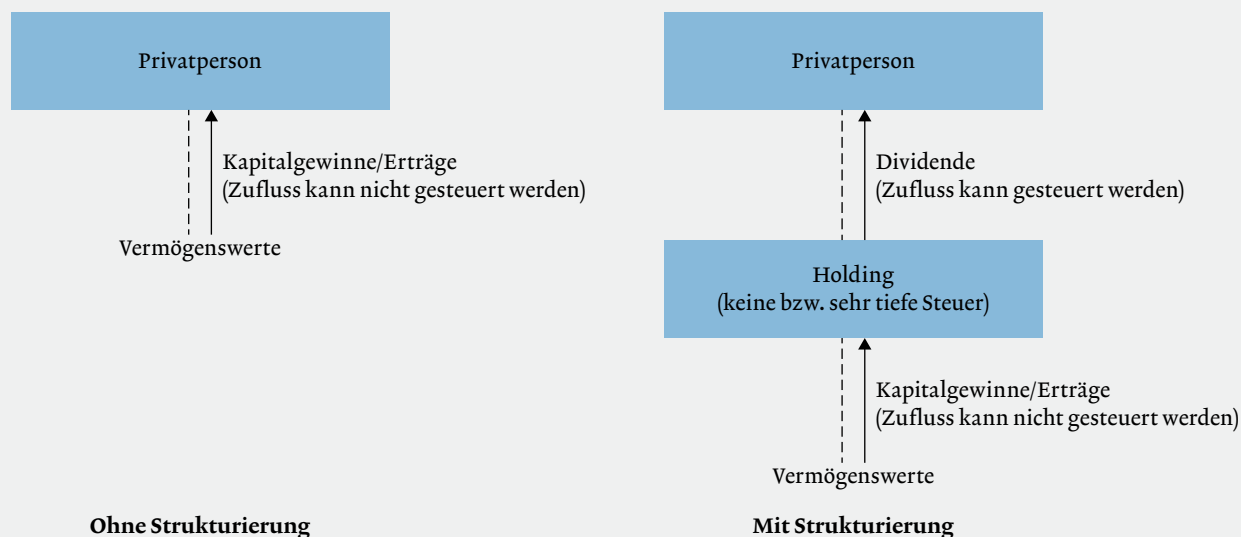 Privatperson
Kapitalgewinne/Erträge
(Zufluss kann nicht gesteuert werden)
Vermögenswerte
Ohne Strukturierung
Privatperson
Dividende
(Zufluss kann gesteuert werden)
Holding
(keine bzw. sehr tiefe Steuer)
Kapitalgewinne/Erträge
(Zufluss kann nicht gesteuert werden)
Vermögenswerte
Mit Strukturierung